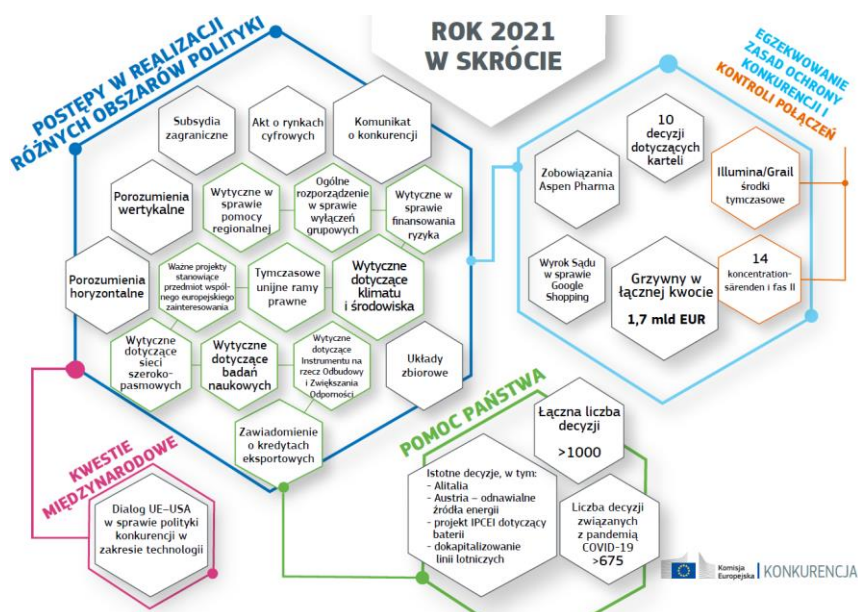 ROK 2021
W SKRÓCIE
POSTĘPY W REALIZACJI
RÓŻNYCH OBSZARÓW POLITYKI
Subsydia
zagraniczne
Akt o rynkach
cyfrowych
Komunikat
o konkurencji
Porozumienia
wertykalne
Wytyczne w
sprawie
pomocy
regionalnej
Ogólne
rozporządzenie
w sprawie
wyłączeń
grupowych
Wytyczne w
sprawie
finansowania
ryzyka
Porozumienia
horyzontalne
Ważne projekty
stanowiące
przedmiot wspól-
nego europejskiego
zainteresowania
Tymczasowe
unijne ramy
prawne
Wytyczne
dotyczące
klimatu
i środowiska
Wytyczne
dotyczące
sieci
szeroko-
pasmowych
Wytyczne
dotyczące
badań
naukowych
Wytyczne
dotyczące
Instrumentu na
rzecz Odbudowy
i Zwiększania
Odporności
Układy
zbiorowe
Zawiadomienie
o kredytach
eksportowych
EGZEKWOWANIE
ZASAD OCHRONY
KONKURENCJI I
KONTROLI POŁĄCZEŃ
10
decyzji
dotyczących
karteli
Zobowiązania
Aspen Pharma
Illumina/Grail
środki
tymczasowe
Wyrok Sądu
w sprawie
Google
Shopping
Grzywny w
łącznej kwocie
1,7 mld EUR
14
koncentration-
särenden i fas II
KWESTIE
MIĘDZYNARODOWE
Dialog UE–USA
w sprawie polityki
konkurencji w
zakresie technologii
POMOC PAŃSTWA
Łączna liczba
decyzji
>1000
Istotne decyzje, w tym:
- Alitalia
- Austria – odnawialne
źródła energii
- projekt IPCEI dotyczący
baterii
- dokapitalizowanie
linii lotniczych
Liczba decyzji
związanych
z pandemią
COVID-19
>675
Komisja
Europejska
KONKURENCJA